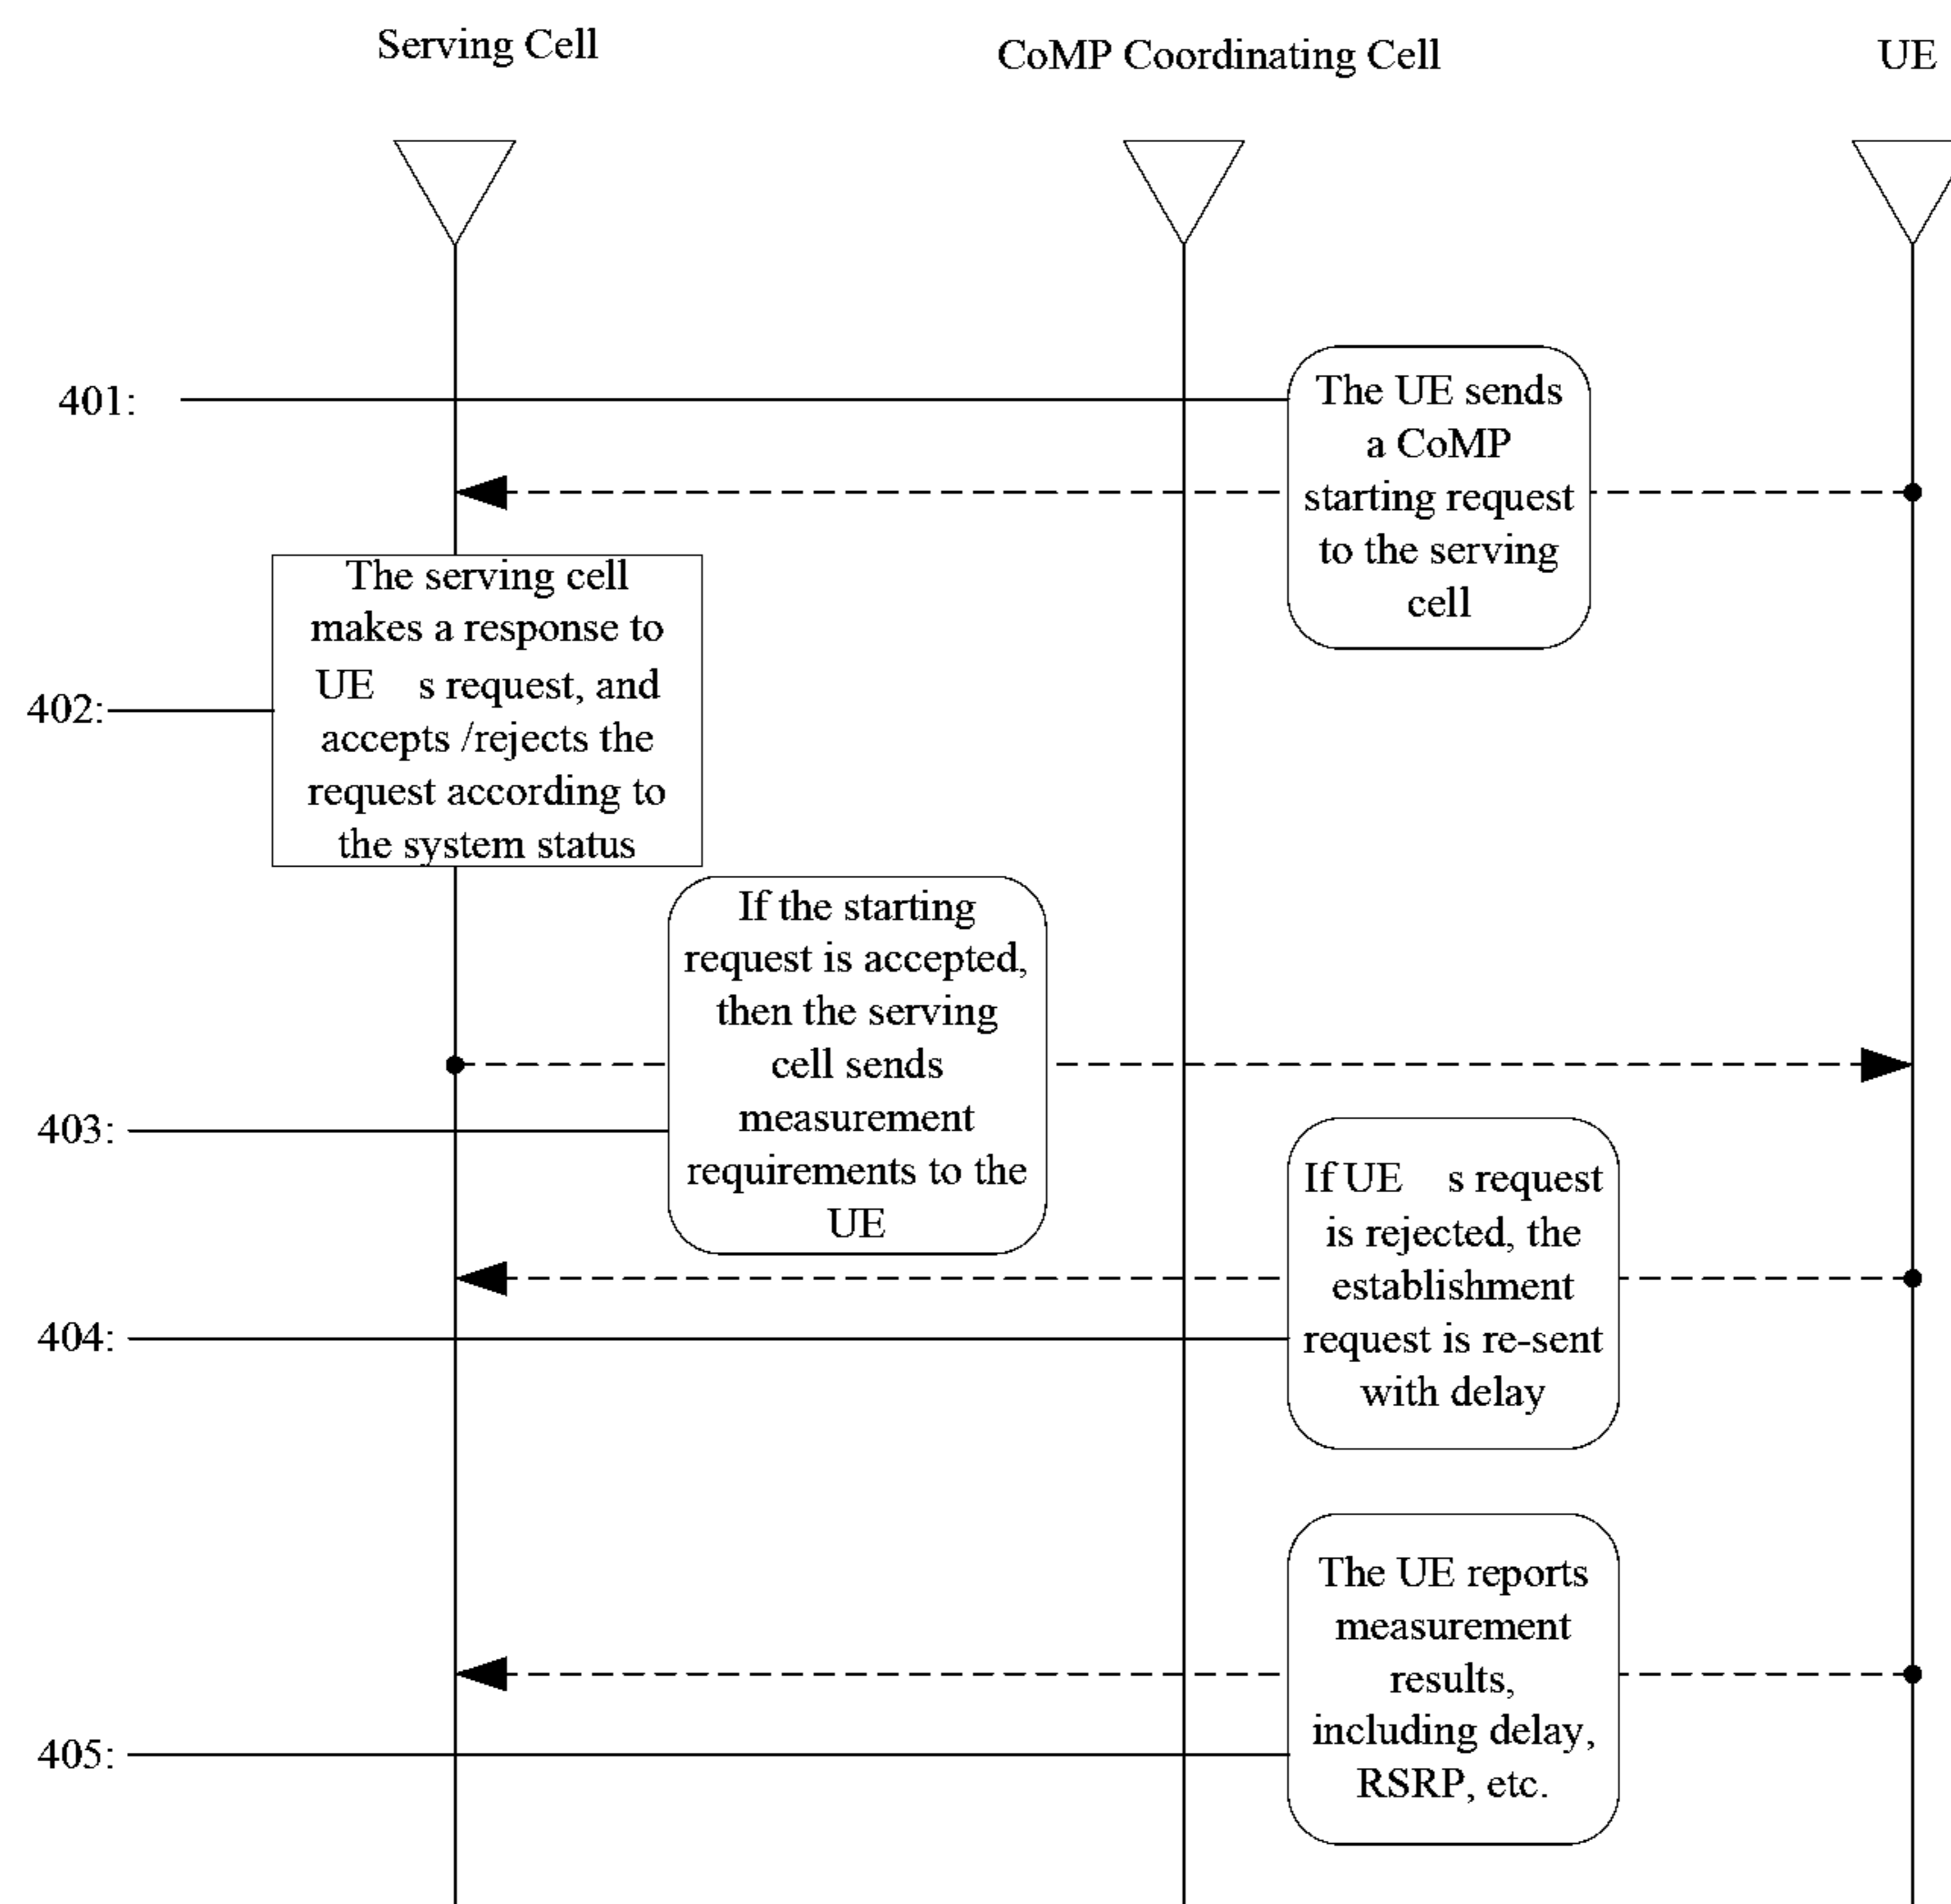 Serving Cell
CoMP Coordinating Cell
UE
401:
The UE sends
a CoMP
starting request
to the serving
cell
402:
The serving cell
makes a response to
UE s request, and
accepts /rejects the
request according to
the system status
If the starting
request is accepted,
then the serving
cell sends
measurement
requirements to the
UE
403:
If UE s request
is rejected, the
establishment
request is re-sent
with delay
404:
The UE reports
measurement
results,
including delay,
RSRP, etc.
405: